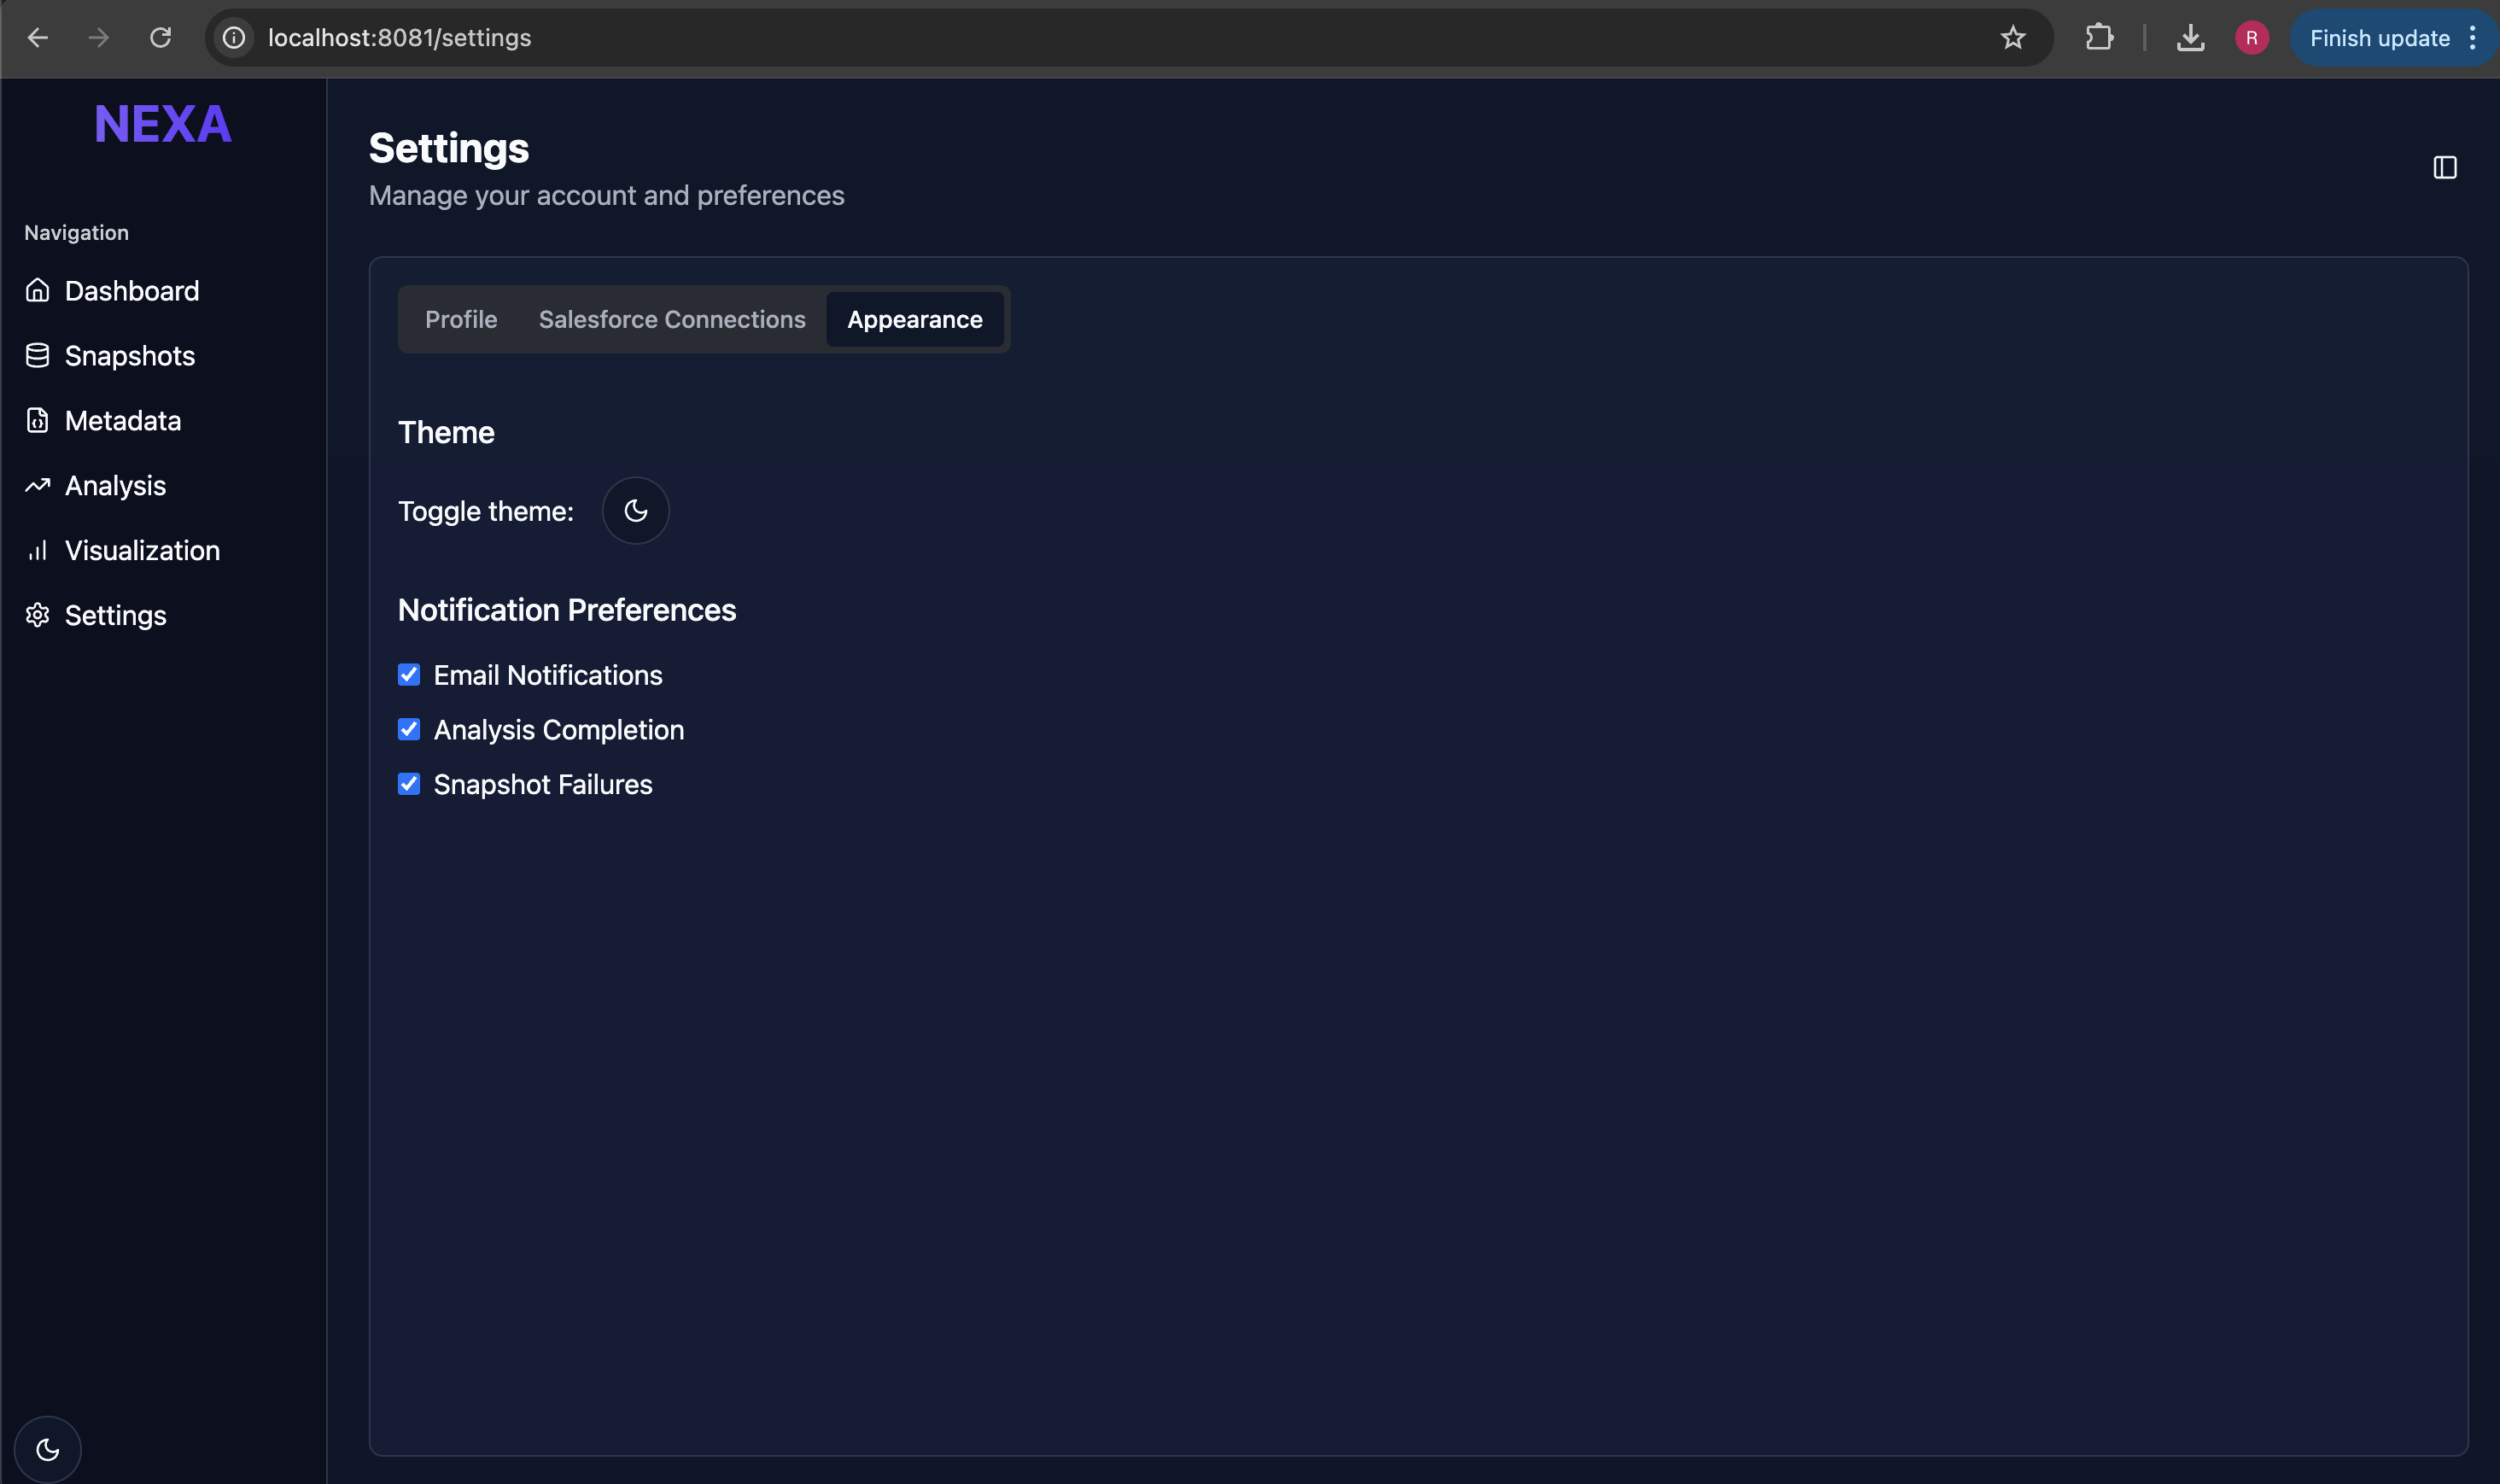 localhost:8081/settings
R
Finish update
NEXA
Navigation
Dashboard
Snapshots
Metadata
Analysis
Visualization
Settings
Settings
Manage your account and preferences
Profile
Salesforce Connections
Appearance
Theme
Toggle theme:
Notification Preferences
Email Notifications
Analysis Completion
Snapshot Failures